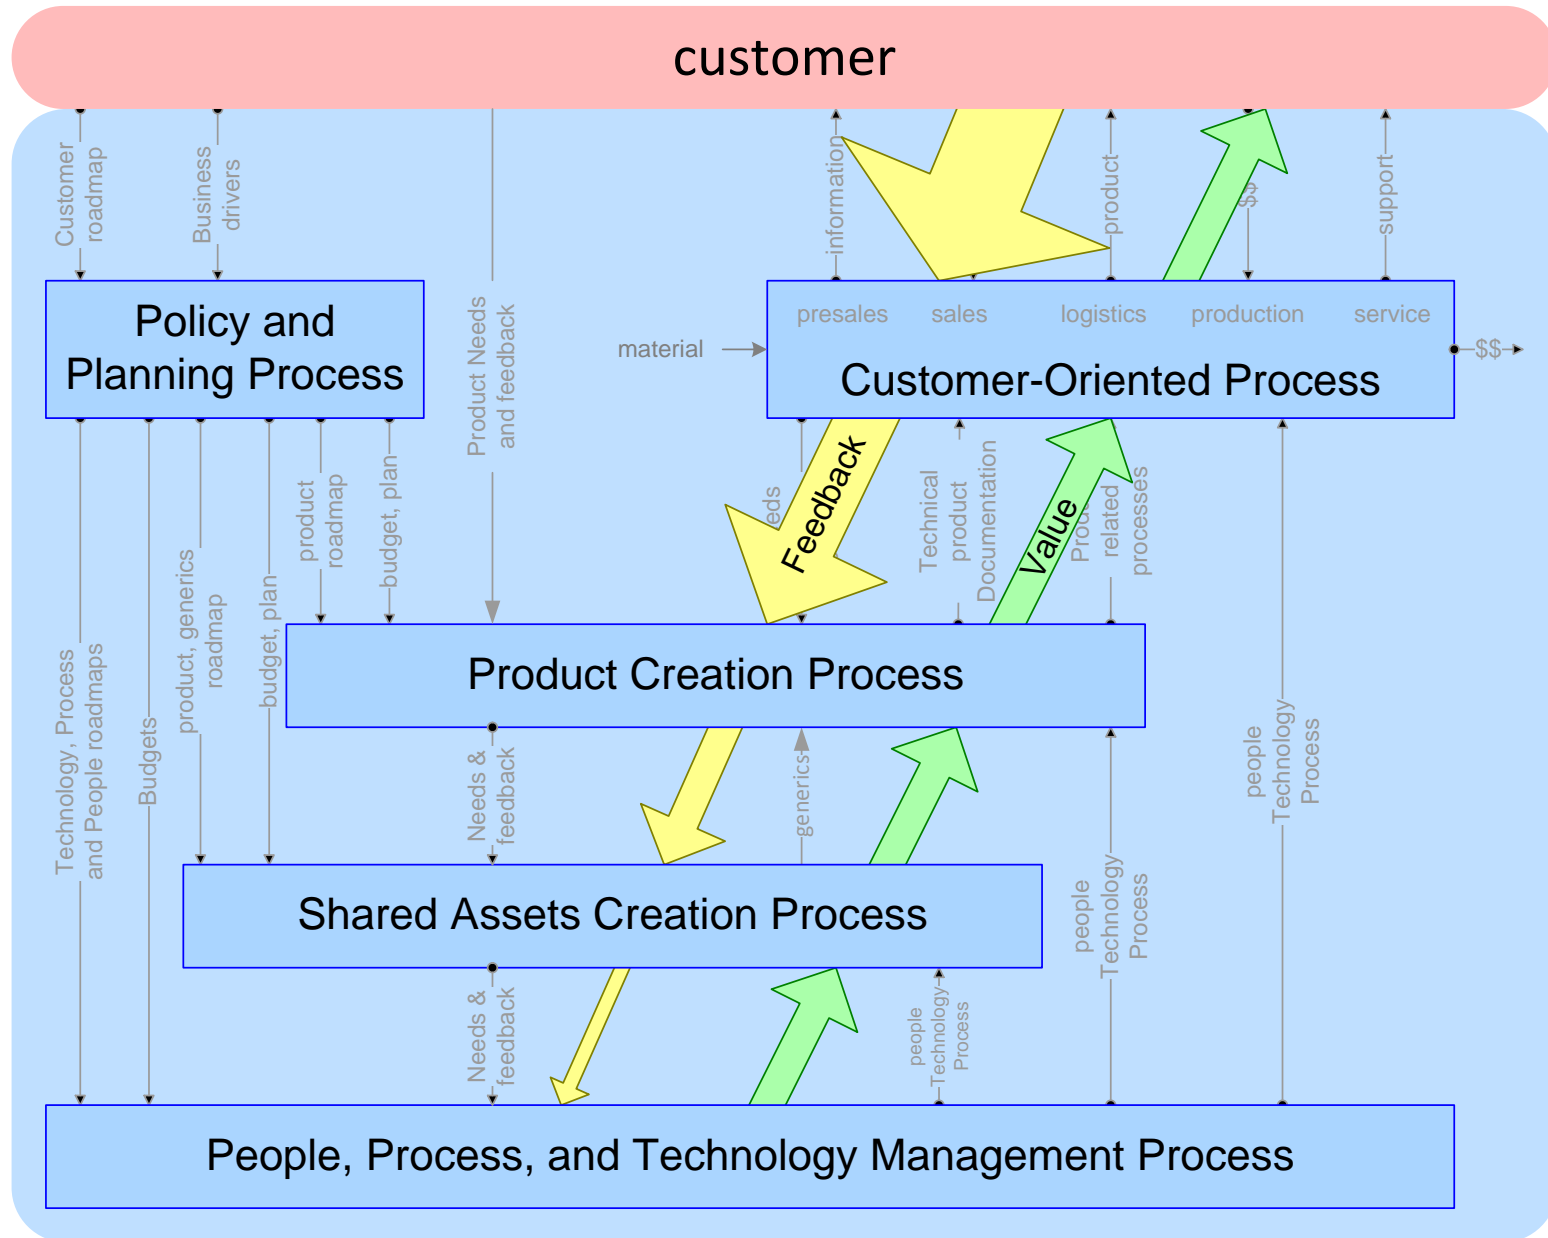 customer
Customer
roadmap
Business
drivers
Product Needs
and feedback
information
product
$$
support
Policy and
Planning Process
presales
sales
logistics
production
service
material
Customer-Oriented Process
$$
product
roadmap
budget, plan
Feedback
Technical
product
Documentation
Value
related
processes
product, generics
roadmap
budget, plan
Technology, Process
and People roadmaps
Budgets
Product Creation Process
people
Technology
Process
Needs &
feedback
generics
Shared Assets Creation Process
people
Technology
Process
Needs &
feedback
people
Technology
Process
People, Process, and Technology Management Process